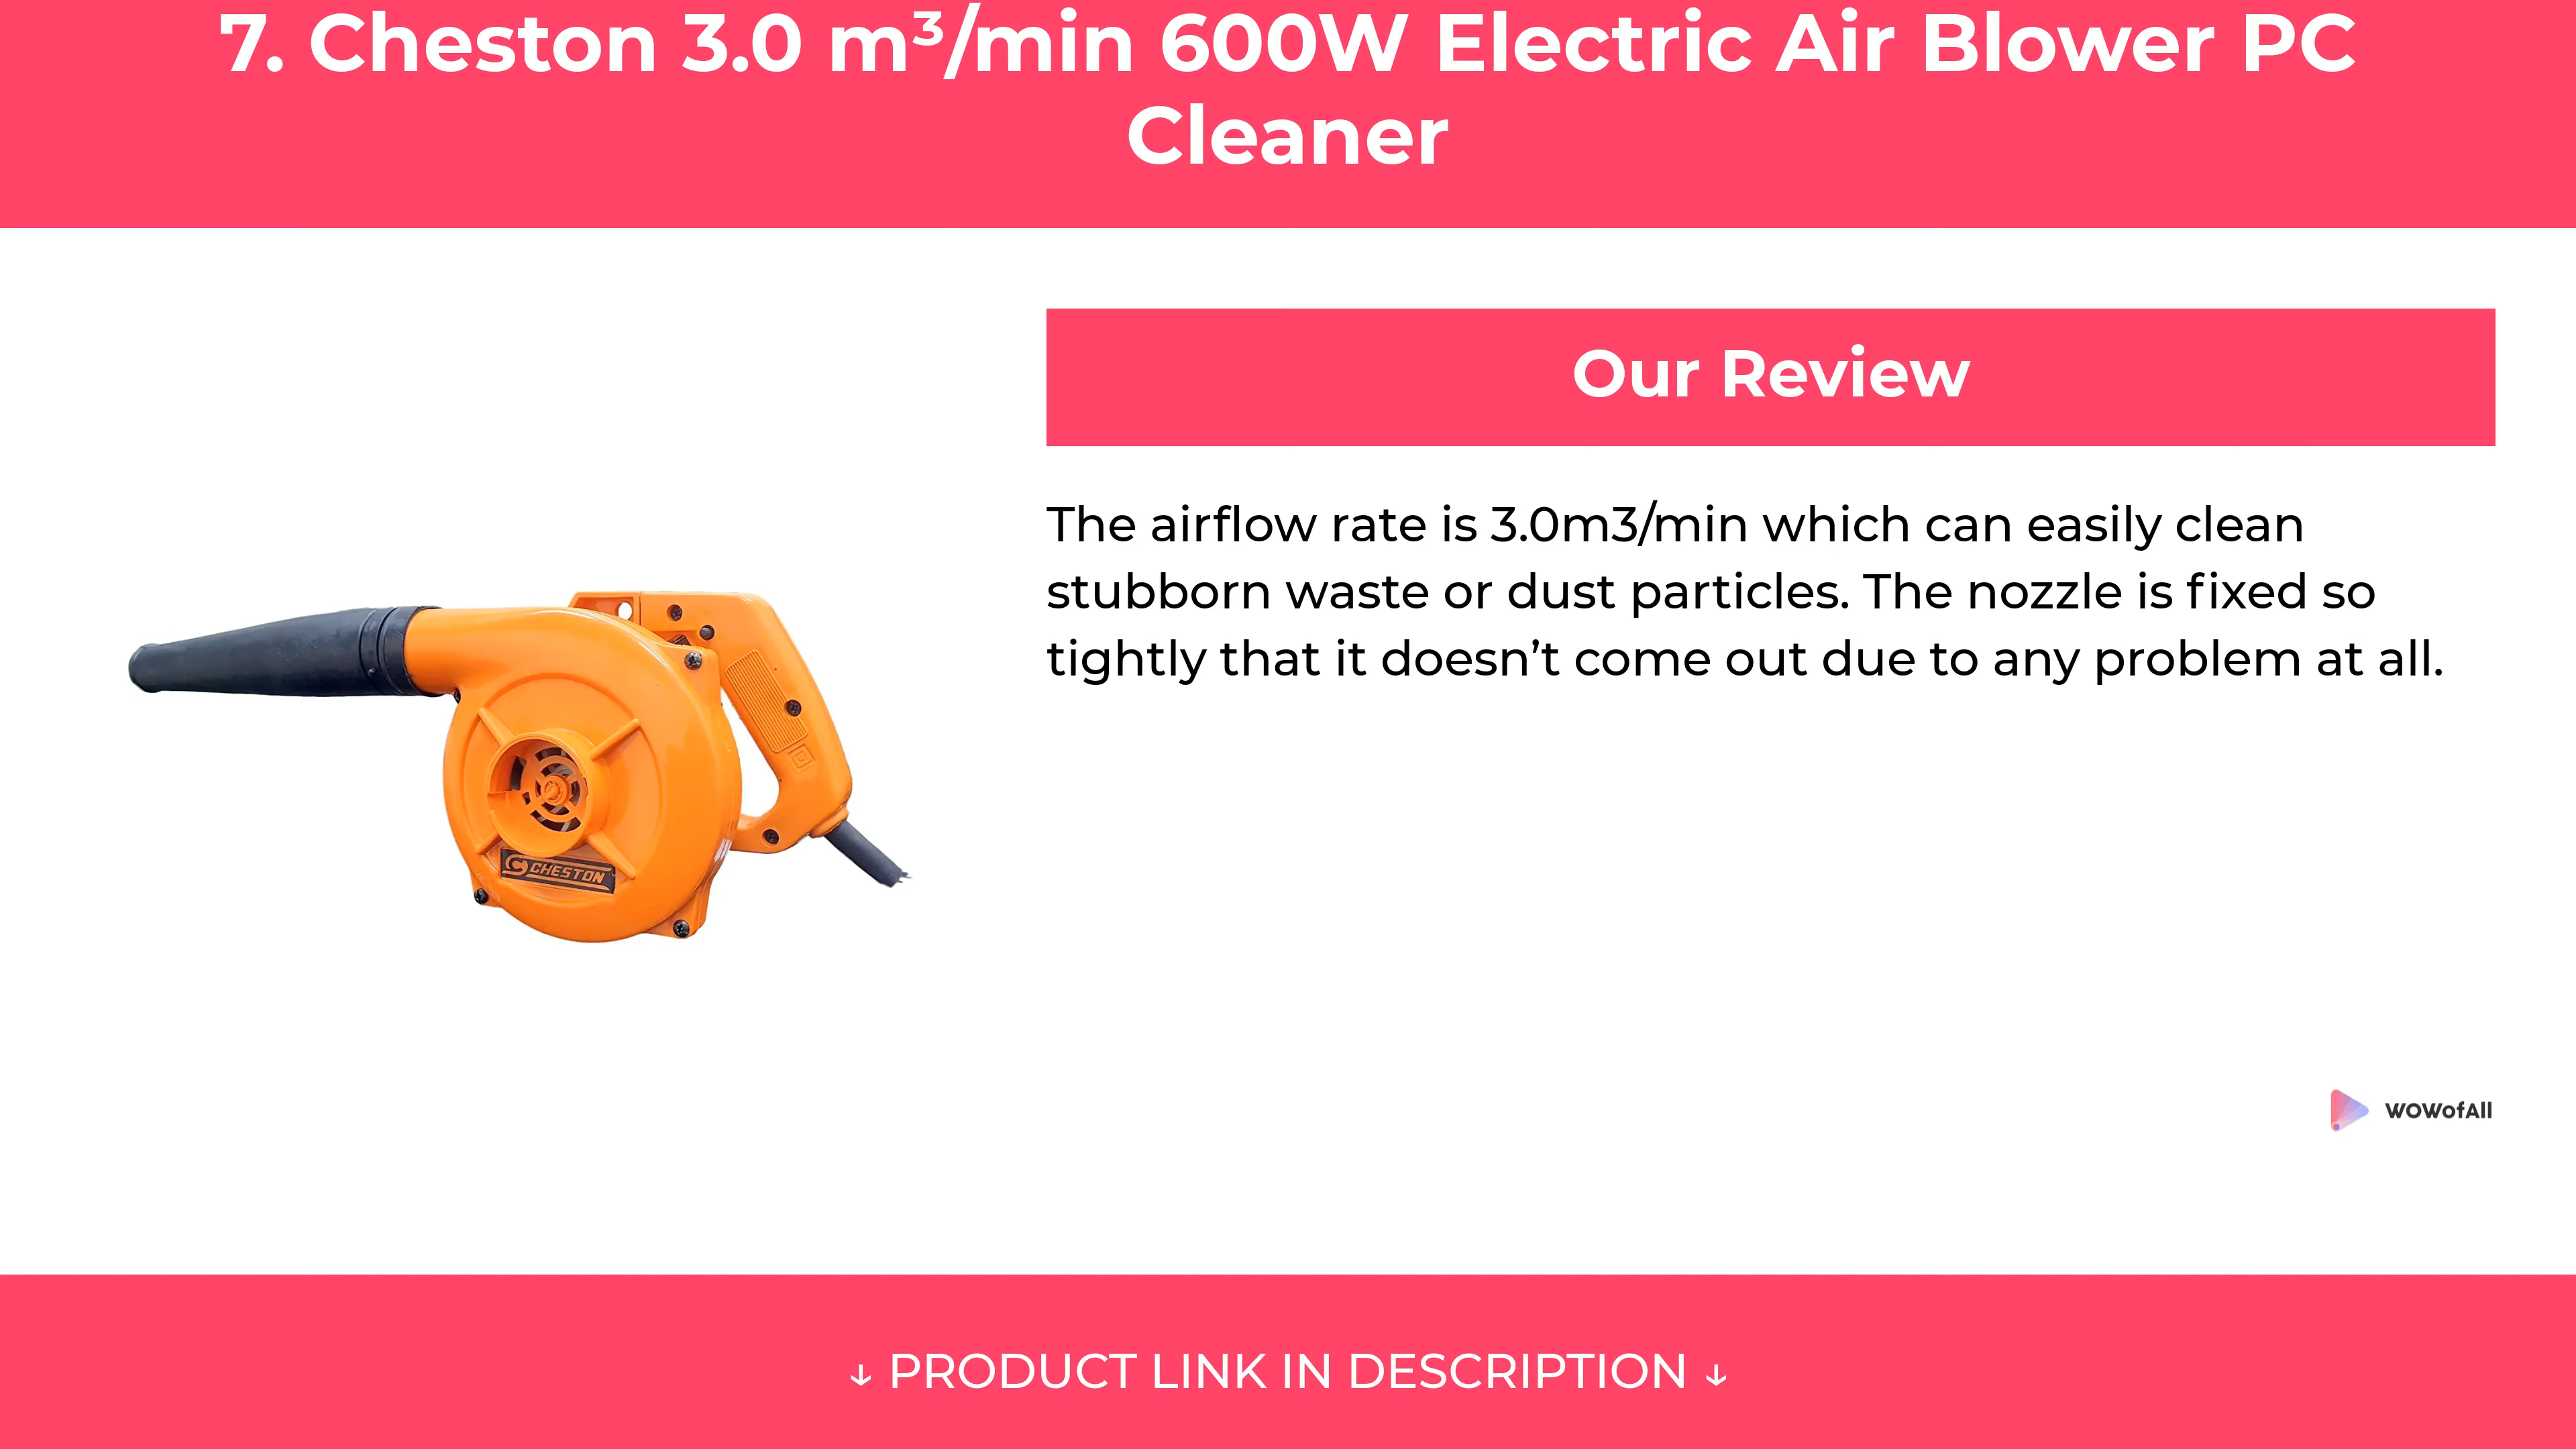 7. Cheston 3.0 m³/min 600W Electric Air Blower PC
Cleaner
Our Review
The airflow rate is 3.0m3/min which can easily clean
stubborn waste or dust particles. The nozzle is fixed so
tightly that it doesn’t come out due to any problem at all.
CHESTON
WOWofAll
↓ PRODUCT LINK IN DESCRIPTION ↓